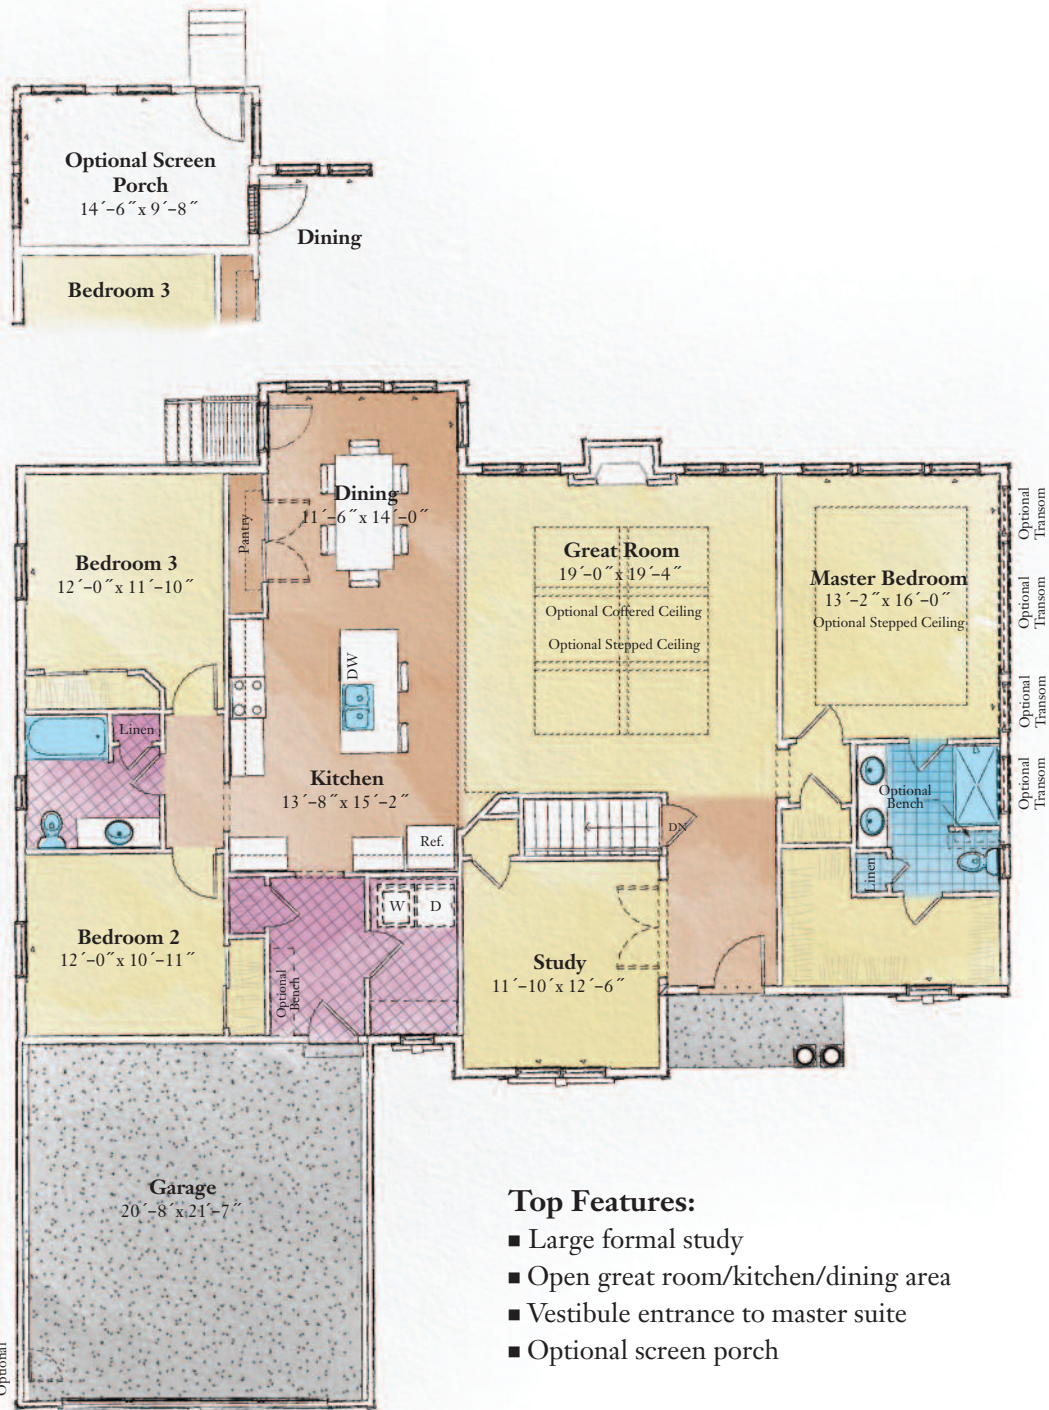 Optional Screen
Porch
14´-6˝ x 9´-8˝
Dining
Bedroom 3
Dining
11´-6˝ x 14´-0˝
Pantry
Bedroom 3
12´-0˝ x 11´-10˝
Great Room
19´-0˝ x 19´-4˝
Optional Coffered Ceiling
Optional Stepped Ceiling
Master Bedroom
13´-2˝ x 16´-0˝
Optional Stepped Ceiling
Optional
Transom
Optional
Transom
Optional
Transom
Optional
Transom
DW
Linen
Kitchen
13´-8˝ x 15´-2˝
Optional
Bench
Ref.
DN
Linen
W
D
Bedroom 2
12´-0˝ x 10´-11˝
Optional
Bench
Study
11´-10´ x 12´-6˝
Garage
20´-8´ x 21´-7˝
Optional
Top Features:
■ Large formal study
■ Open great room/kitchen/dining area
■ Vestibule entrance to master suite
■ Optional screen porch